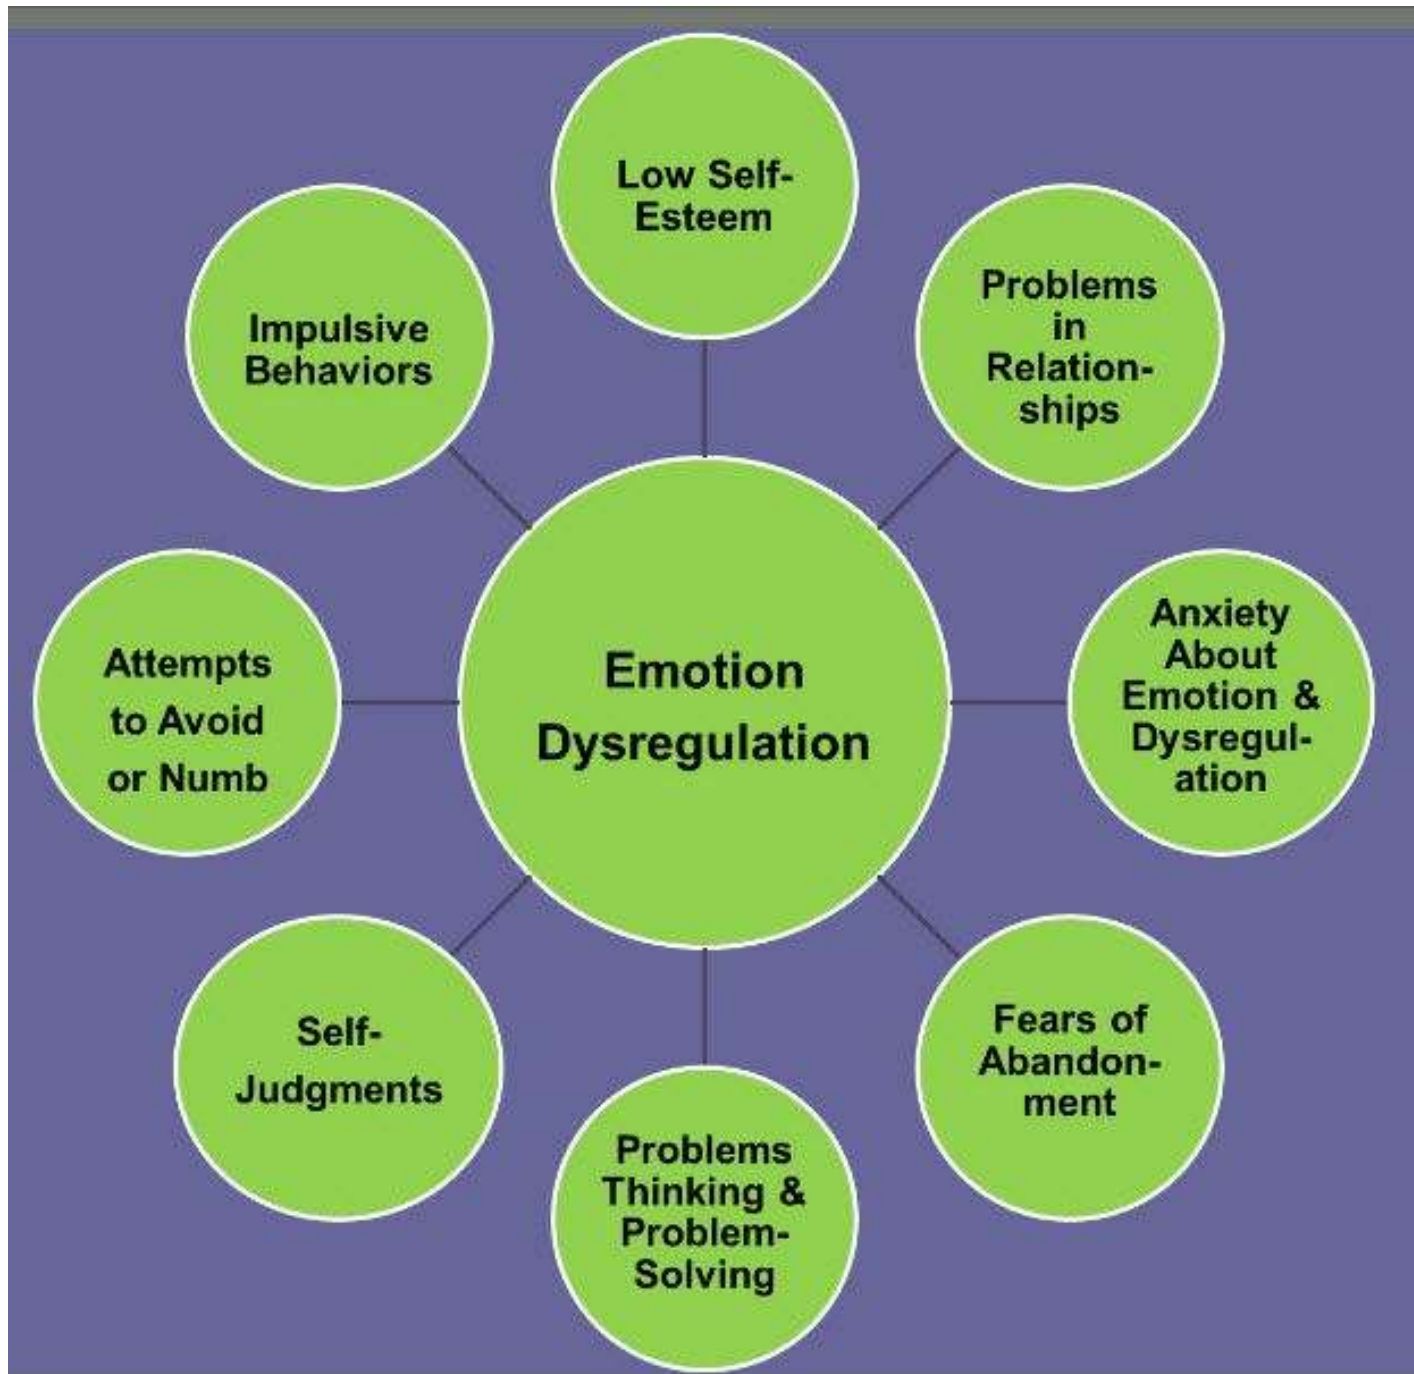 Low Self-
Esteem
Problems
in
Relation-
ships
Anxiety
About
Emotion &
Dysregul-
ation
Fears of
Abandon-
ment
Problems
Thinking &
Problem-
Solving
Self-
Judgments
Attempts
to Avoid
or Numb
Impulsive
Behaviors
Emotion
Dysregulation